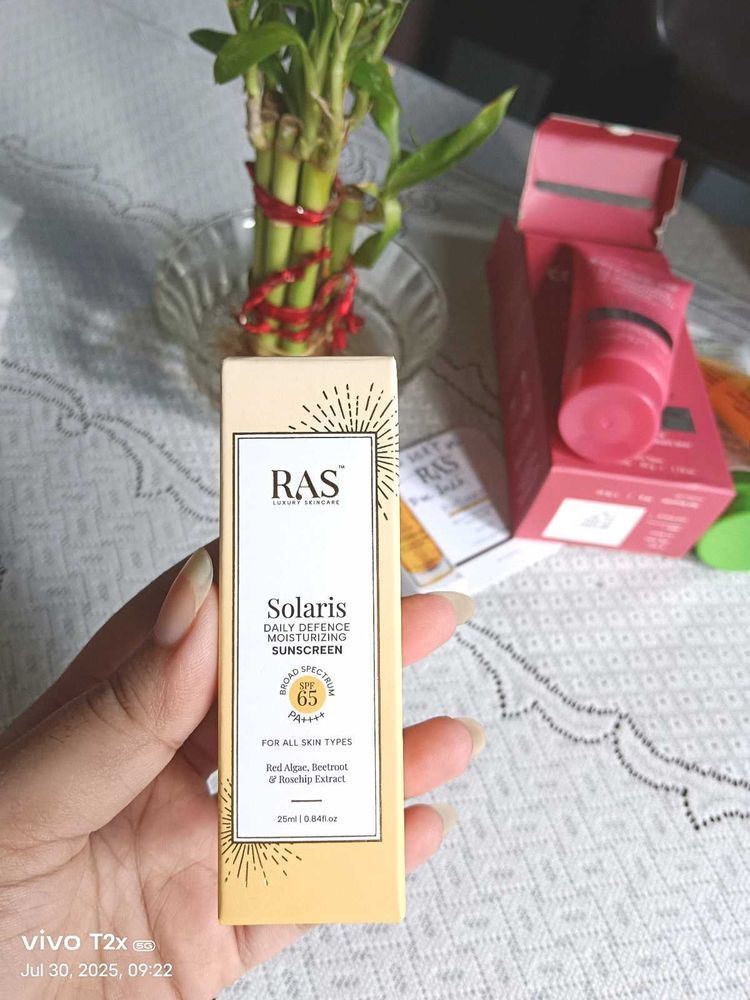 RAS™
LUXURY SKINCARE
Solaris
DAILY DEFENCE
MOISTURIZING
SUNSCREEN
BROAD SPECTRUM
SPF
65
PA++++
FOR ALL SKIN TYPES
Red Algae, Beetroot
& Rosehip Extract
25ml | 0.84fl.oz
RAS
vivo T2x 5G
Jul 30, 2025, 09:22